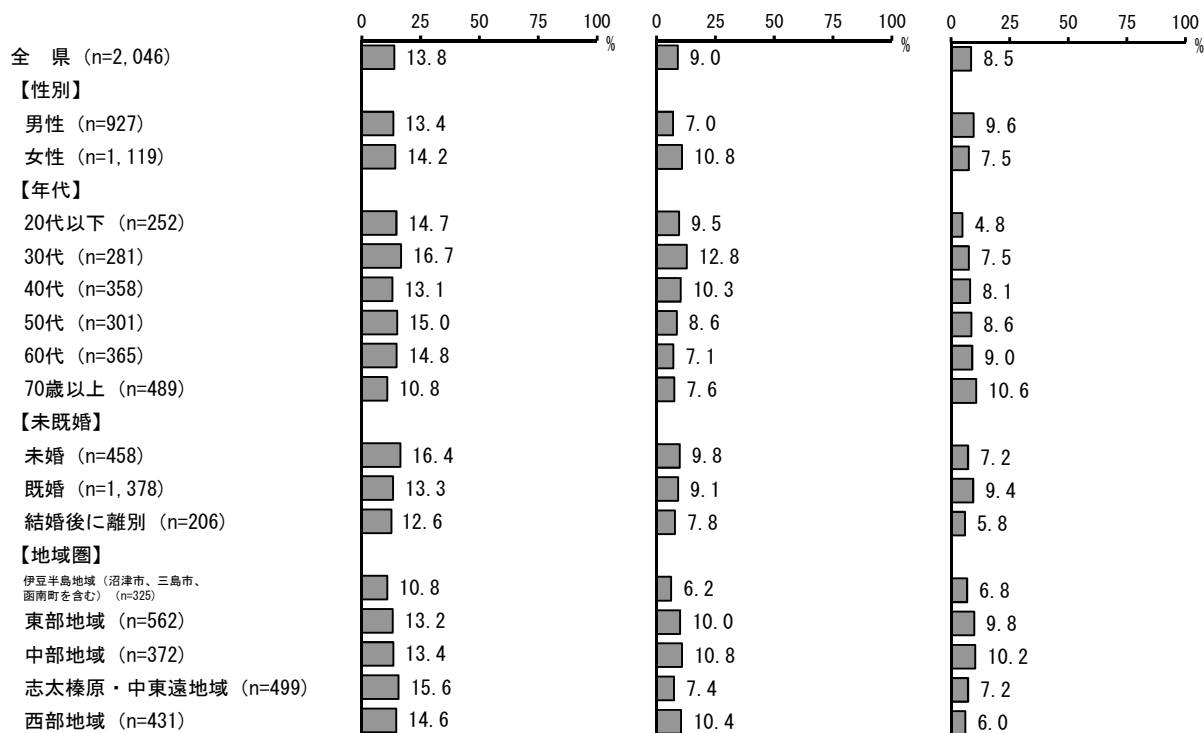 0 25 50 75 100 0 25 50 75 100 0 25 50 75 100
% % %
全　県 (n=2,046) 13.8 9.0 8.5
【性別】
男性 (n=927) 13.4 7.0 9.6
女性 (n=1,119) 14.2 10.8 7.5
【年代】
20代以下 (n=252) 14.7 9.5 4.8
30代 (n=281) 16.7 12.8 7.5
40代 (n=358) 13.1 10.3 8.1
50代 (n=301) 15.0 8.6 8.6
60代 (n=365) 14.8 7.1 9.0
70歳以上 (n=489) 10.8 7.6 10.6
【未既婚】
未婚 (n=458) 16.4 9.8 7.2
既婚 (n=1,378) 13.3 9.1 9.4
結婚後に離別 (n=206) 12.6 7.8 5.8
【地域圏】
伊豆半島地域（沼津市、三島市、
函南町を含む） (n=325) 10.8 6.2 6.8
東部地域 (n=562) 13.2 10.0 9.8
中部地域 (n=372) 13.4 10.8 10.2
志太榛原・中東遠地域 (n=499) 15.6 7.4 7.2
西部地域 (n=431) 14.6 10.4 6.0